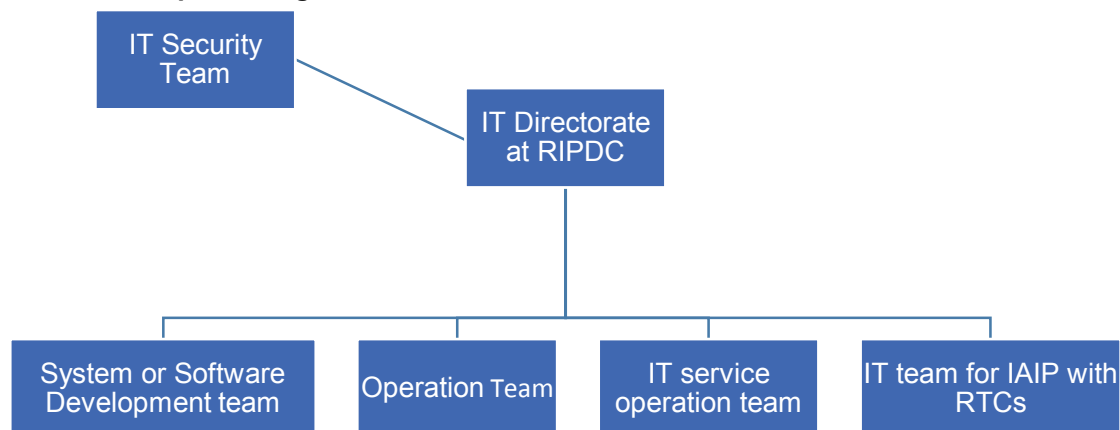 IT Security
Team
IT Directorate
at RIPDC
System or Software
Development team
Operation Team
IT service
operation team
IT team for IAIP with
RTCs